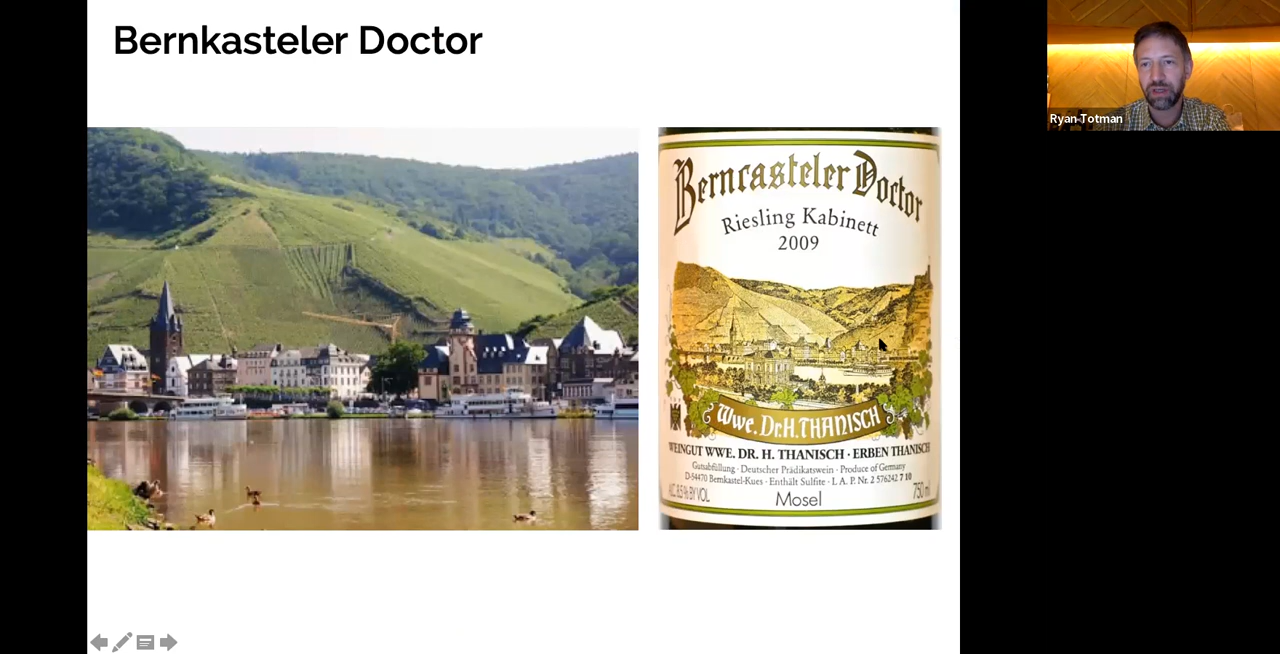 Bernkasteler Doctor
Ryan Totman
Berncasteler Doctor
Riesling Kabinett
2009
Wwe. Dr. H. THANISCH
WEINGUT WWE. DR. H. THANISCH · ERBEN THANISCH
Gutsabfüllung · Deutscher Prädikatswein · Produce of Germany
D-54470 Bernkastel-Kues · Enthält Sulfite · L A. P. Nr. 2 576242 7 10
ALC. 8.5 % BY VOL
Mosel
750 ml